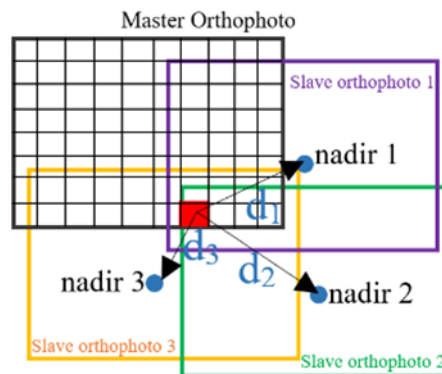 Master Orthophoto
Slave orthophoto 1
nadir 1
d1
d3
d2
nadir 3
nadir 2
Slave orthophoto 3
Slave orthophoto 2